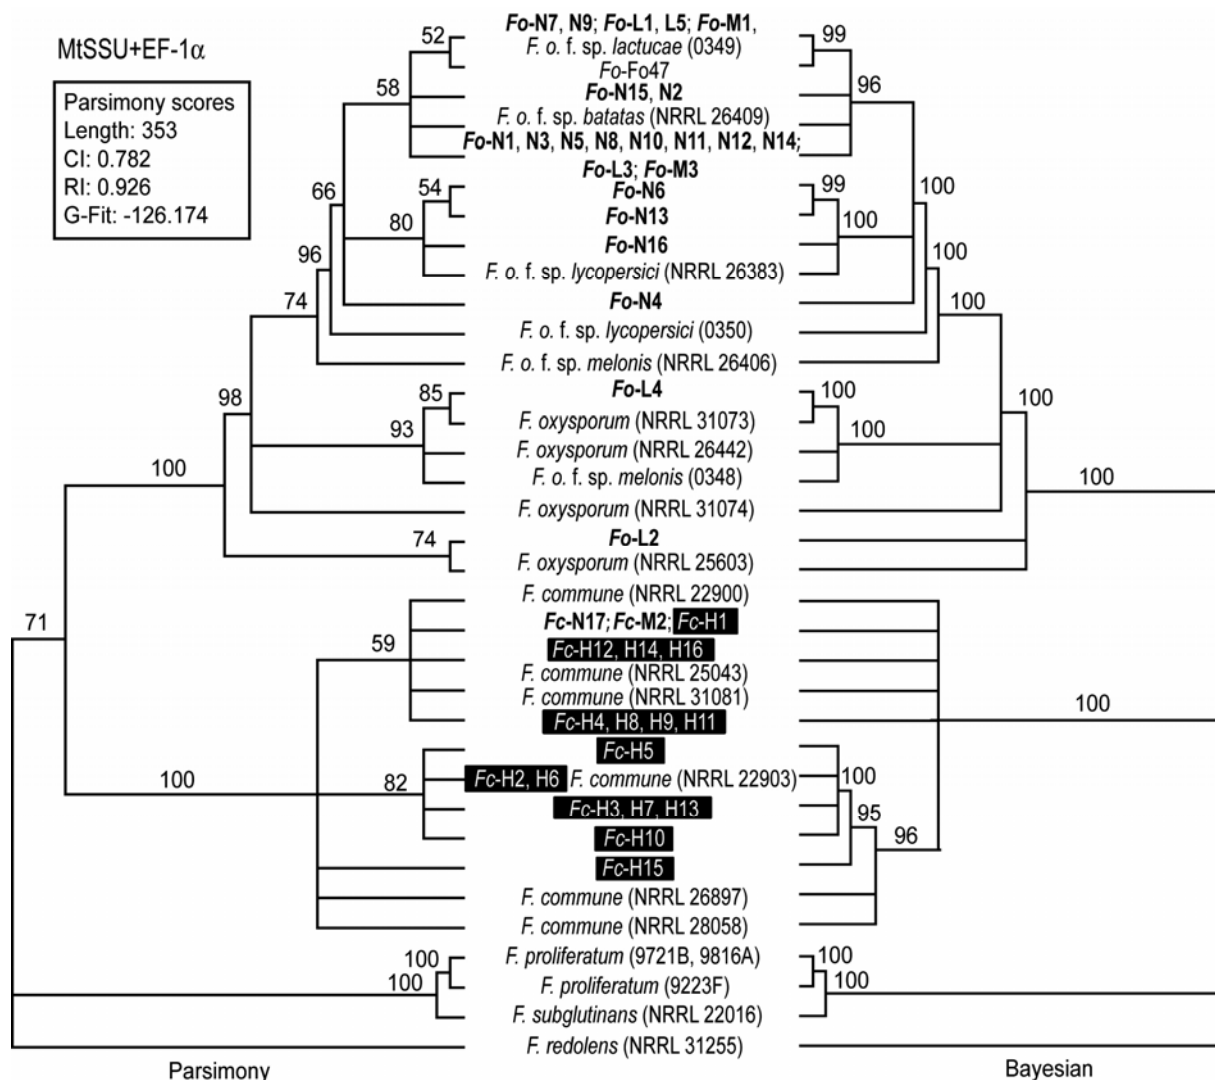 MtSSU+EF-1α
Parsimony scores
Length: 353
CI: 0.782
RI: 0.926
G-Fit: -126.174
Fo-N7, N9; Fo-L1, L5; Fo-M1,
52 F. o. f. sp. lactucae (0349) 99
Fo-Fo47
58 Fo-N15, N2 96
F. o. f. sp. batatas (NRRL 26409)
Fo-N1, N3, N5, N8, N10, N11, N12, N14;
Fo-L3; Fo-M3
66 54 Fo-N6 99 100
Fo-N13
80 Fo-N16 100
96 100
F. o. f. sp. lycopersici (NRRL 26383)
74 Fo-N4 100
F. o. f. sp. lycopersici (0350)
F. o. f. sp. melonis (NRRL 26406)
98 85 Fo-L4 100 100
F. oxysporum (NRRL 31073)
93 100
F. oxysporum (NRRL 26442)
100 F. o. f. sp. melonis (0348) 100
F. oxysporum (NRRL 31074)
74 Fo-L2
F. oxysporum (NRRL 25603)
F. commune (NRRL 22900)
71 Fc-N17; Fc-M2; Fc-H1
59 Fc-H12, H14, H16
F. commune (NRRL 25043)
F. commune (NRRL 31081)
Fc-H4, H8, H9, H11 100
Fc-H5
100 82 Fc-H2, H6 F. commune (NRRL 22903) 100
Fc-H3, H7, H13 95
Fc-H10 96
Fc-H15
F. commune (NRRL 26897)
F. commune (NRRL 28058)
100 F. proliferatum (9721B, 9816A) 100
100 F. proliferatum (9223F) 100
F. subglutinans (NRRL 22016)
F. redolens (NRRL 31255)
Parsimony Bayesian